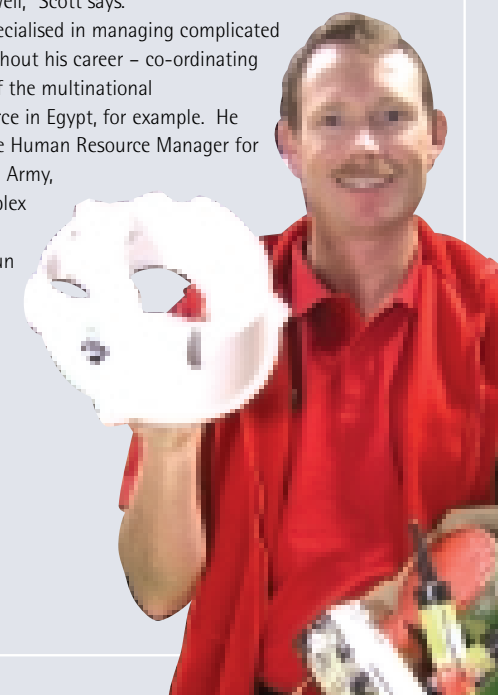 well," Scott says.
ecialised in managing complicated
hout his career – co-ordinating
f the multinational
rce in Egypt, for example. He
e Human Resource Manager for
Army,
plex
un